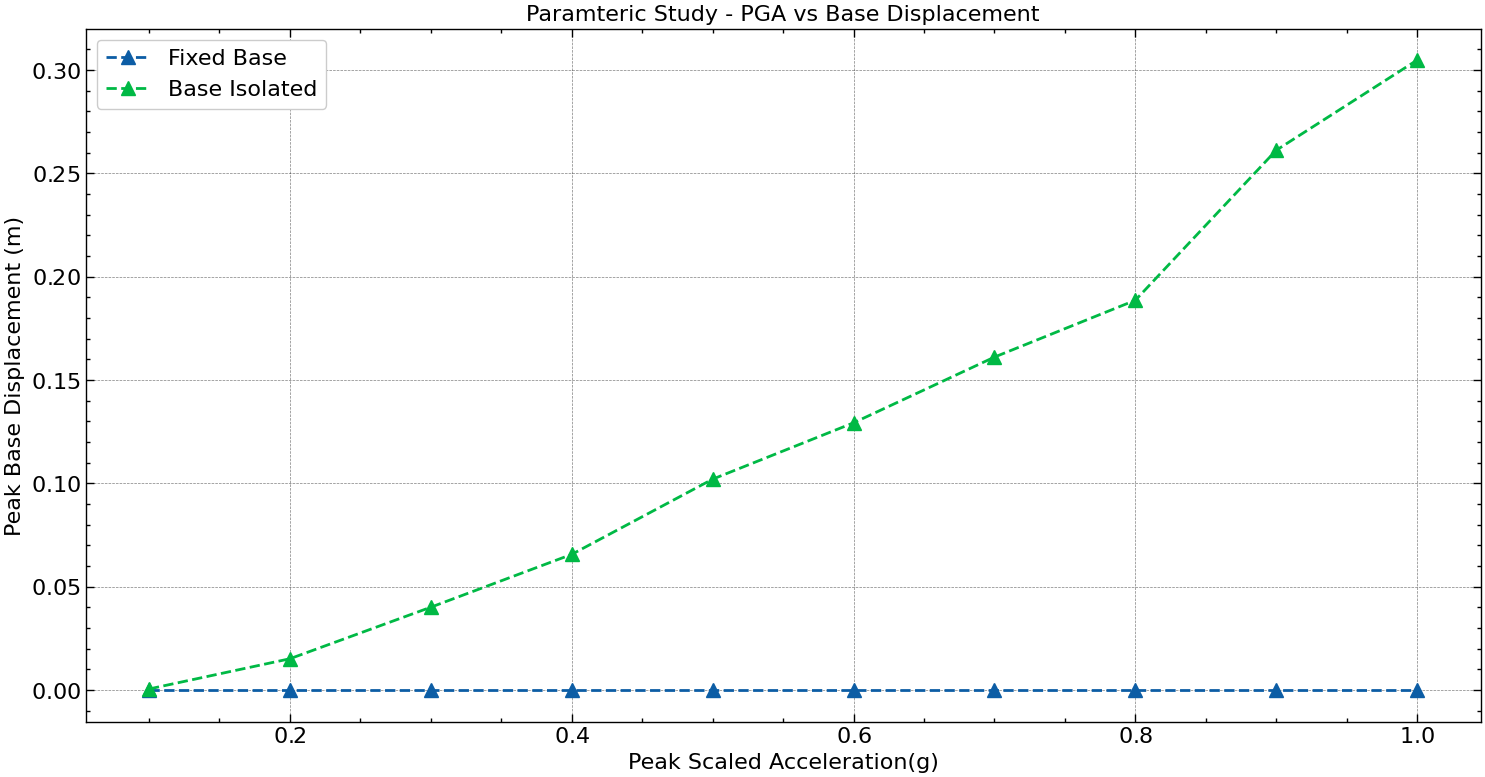 Paramteric Study - PGA vs Base Displacement
Fixed Base
Base Isolated
Peak Base Displacement (m)
0.30
0.25
0.20
0.15
0.10
0.05
0.00
0.2 0.4 0.6 0.8 1.0
Peak Scaled Acceleration(g)